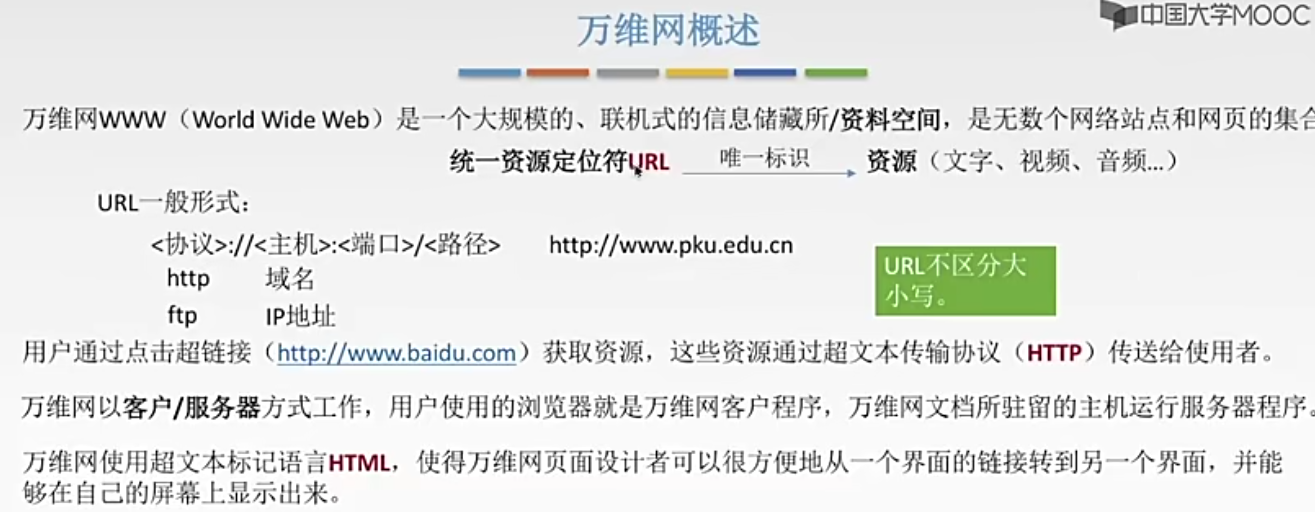 中国大学MOOC
万维网概述
万维网WWW（World Wide Web）是一个大规模的、联机式的信息储藏所/资料空间，是无数个网络站点和网页的集合
统一资源定位符URL 唯一标识 资源（文字、视频、音频...）
URL一般形式：
<协议>://<主机>:<端口>/<路径> http://www.pku.edu.cn
http 域名
URL不区分大
小写。
ftp IP地址
用户通过点击超链接（http://www.baidu.com）获取资源，这些资源通过超文本传输协议（HTTP）传送给使用者。
万维网以客户/服务器方式工作，用户使用的浏览器就是万维网客户程序，万维网文档所驻留的主机运行服务器程序。
万维网使用超文本标记语言HTML，使得万维网页面设计者可以很方便地从一个界面的链接转到另一个界面，并能
够在自己的屏幕上显示出来。